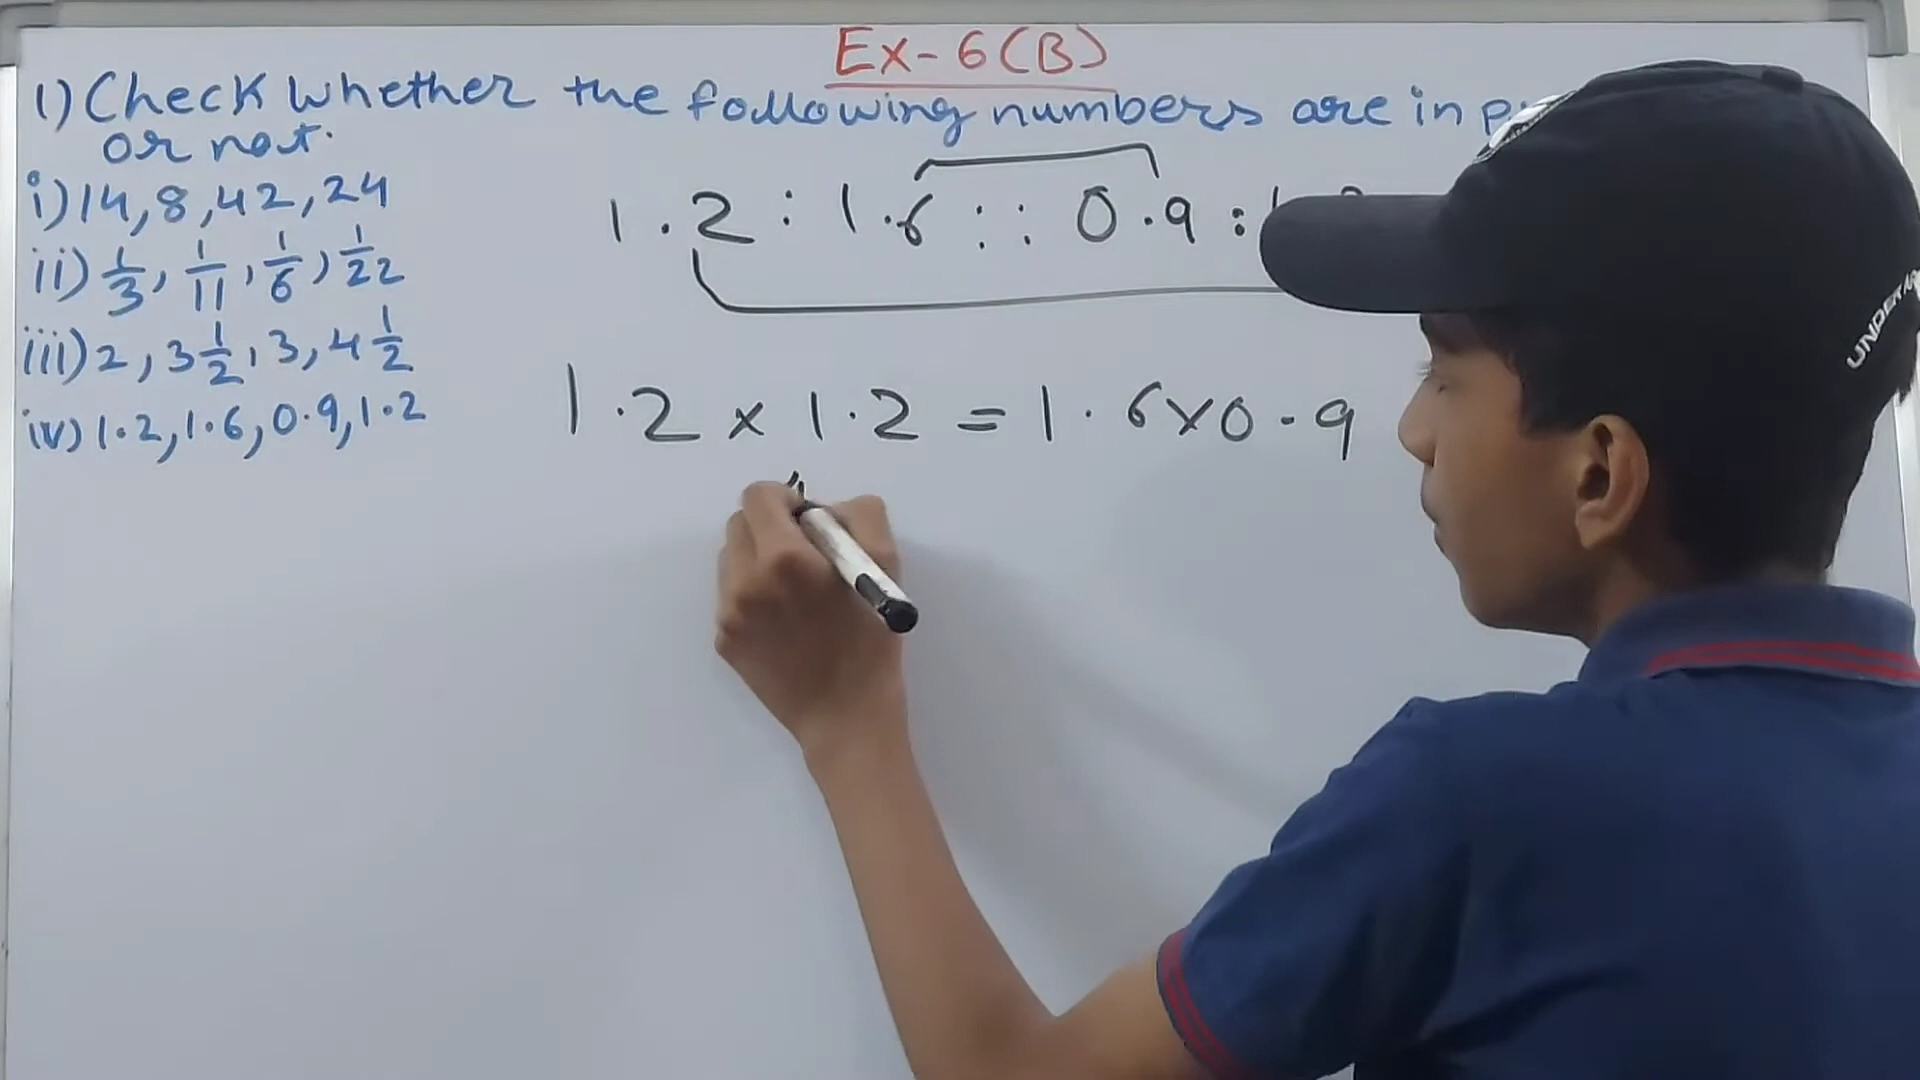 Ex-6(B)
1) Check whether the following numbers are in
or not.
i) 14, 8, 42, 24
ii) 1/3, 1/11, 1/6, 1/22
iii) 2, 3 1/2, 3, 4 1/2
iv) 1.2, 1.6, 0.9, 1.2
1.2 : 1.6 :: 0.9 :
1.2 x 1.2 = 1.6 x 0.9